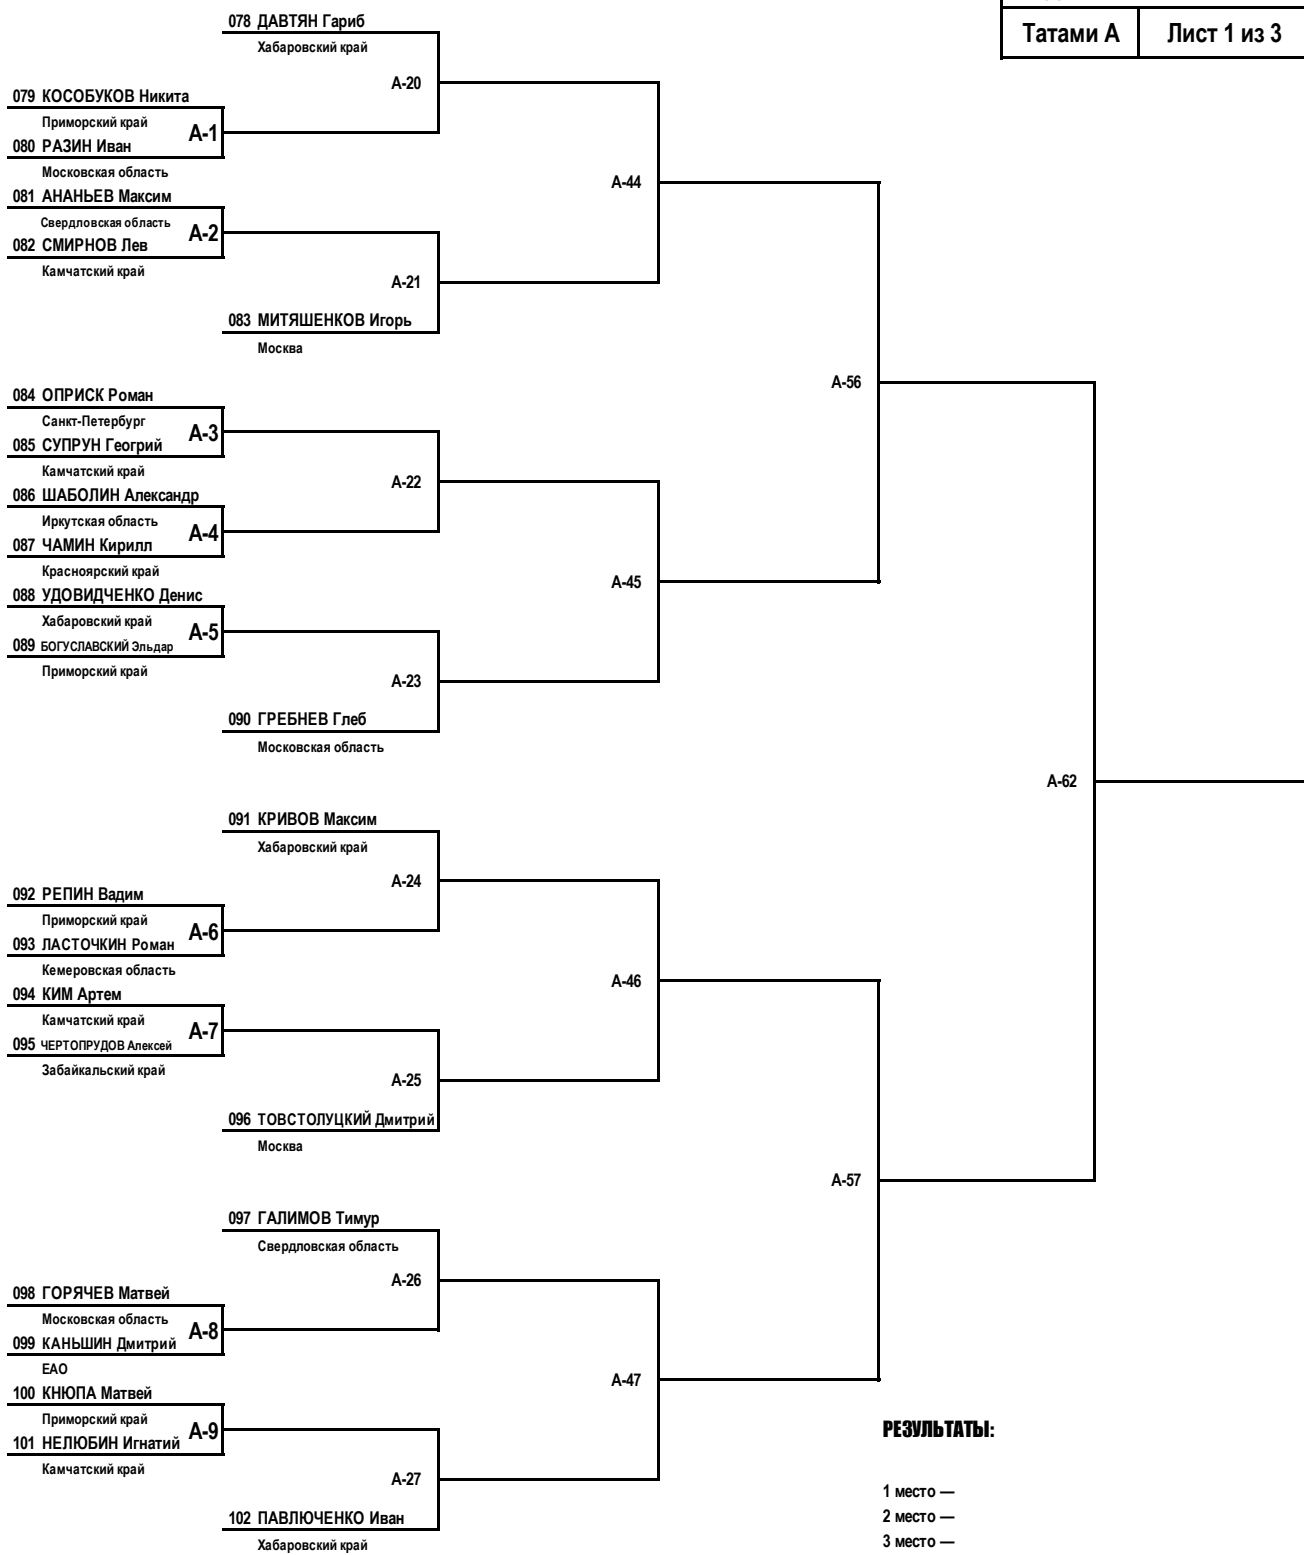 078 ДАВТЯН Гариб
Татами А Лист 1 из 3
Хабаровский край
А-20
079 КОСОБУКОВ Никита
Приморский край
А-1
080 РАЗИН Иван
Московская область
А-44
081 АНАНЬЕВ Максим
Свердловская область
А-2
082 СМИРНОВ Лев
Камчатский край
А-21
083 МИТЯШЕНКОВ Игорь
Москва
А-56
084 ОПРИСК Роман
Санкт-Петербург
А-3
085 СУПРУН Геогрий
Камчатский край
А-22
086 ШАБОЛИН Александр
Иркутская область
А-4
087 ЧАМИН Кирилл
Красноярский край
А-45
088 УДОВИДЧЕНКО Денис
Хабаровский край
А-5
089 БОГУСЛАВСКИЙ Эльдар
Приморский край
А-23
090 ГРЕБНЕВ Глеб
Московская область
А-62
091 КРИВОВ Максим
Хабаровский край
А-24
092 РЕПИН Вадим
Приморский край
А-6
093 ЛАСТОЧКИН Роман
Кемеровская область
А-46
094 КИМ Артем
Камчатский край
А-7
095 ЧЕРТОПРУДОВ Алексей
Забайкальский край
А-25
096 ТОВСТОЛУЦКИЙ Дмитрий
Москва
А-57
097 ГАЛИМОВ Тимур
Свердловская область
А-26
098 ГОРЯЧЕВ Матвей
Московская область
А-8
099 КАНЬШИН Дмитрий
ЕАО
А-47
100 КНЮПА Матвей
Приморский край
А-9
101 НЕЛЮБИН Игнатий
Камчатский край
А-27
102 ПАВЛЮЧЕНКО Иван
Хабаровский край
РЕЗУЛЬТАТЫ:
1 место —
2 место —
3 место —